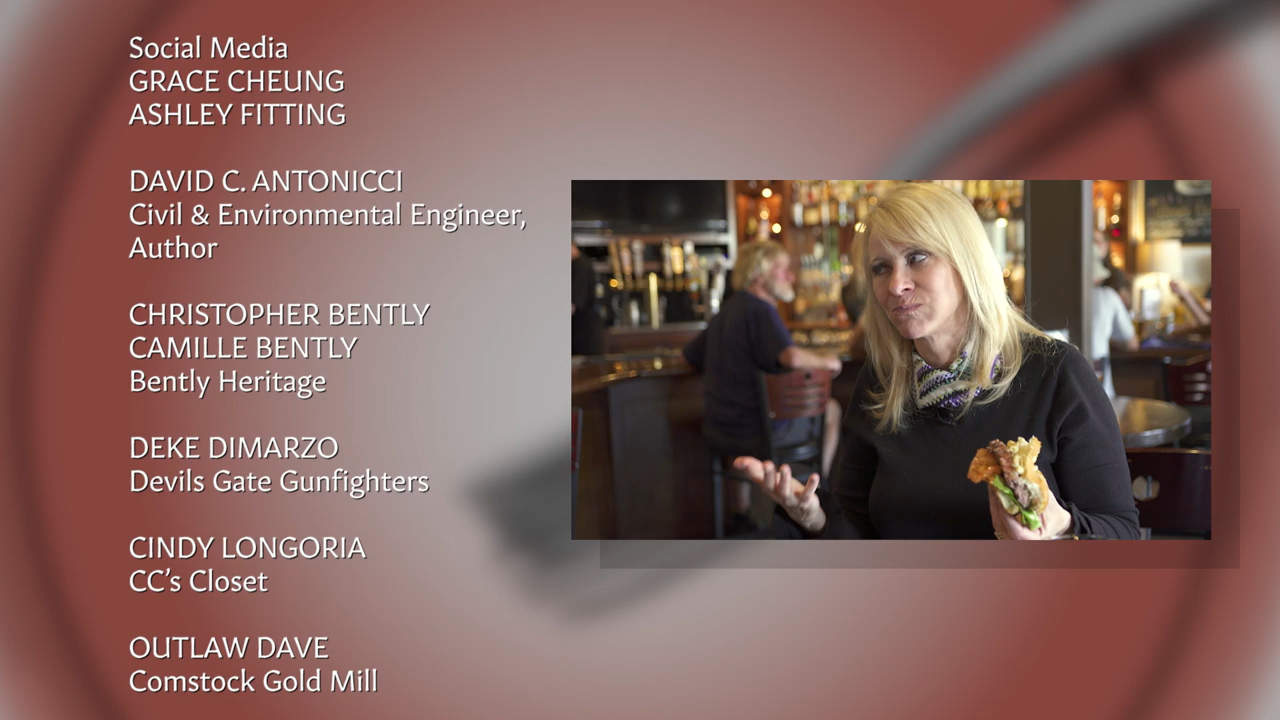 Social Media
GRACE CHEUNG
ASHLEY FITTING
DAVID C. ANTONICCI
Civil & Environmental Engineer,
Author
CHRISTOPHER BENTLY
CAMILLE BENTLY
Bently Heritage
DEKE DIMARZO
Devils Gate Gunfighters
CINDY LONGORIA
CC's Closet
OUTLAW DAVE
Comstock Gold Mill